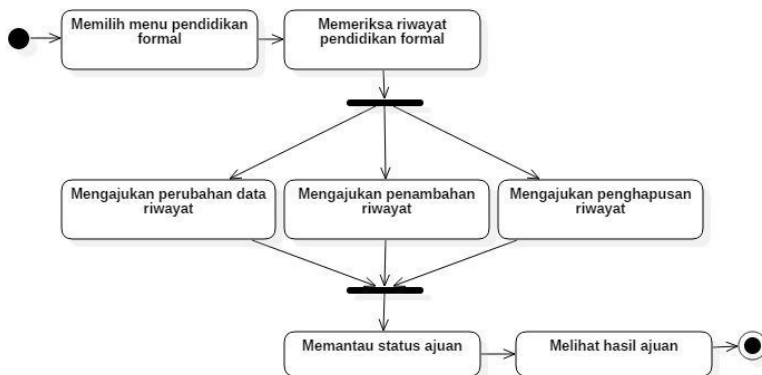 Memilih menu pendidikan
formal
Memeriksa riwayat
pendidikan formal
Mengajukan perubahan data
riwayat
Mengajukan penambahan
riwayat
Mengajukan penghapusan
riwayat
Memantau status ajuan
Melihat hasil ajuan